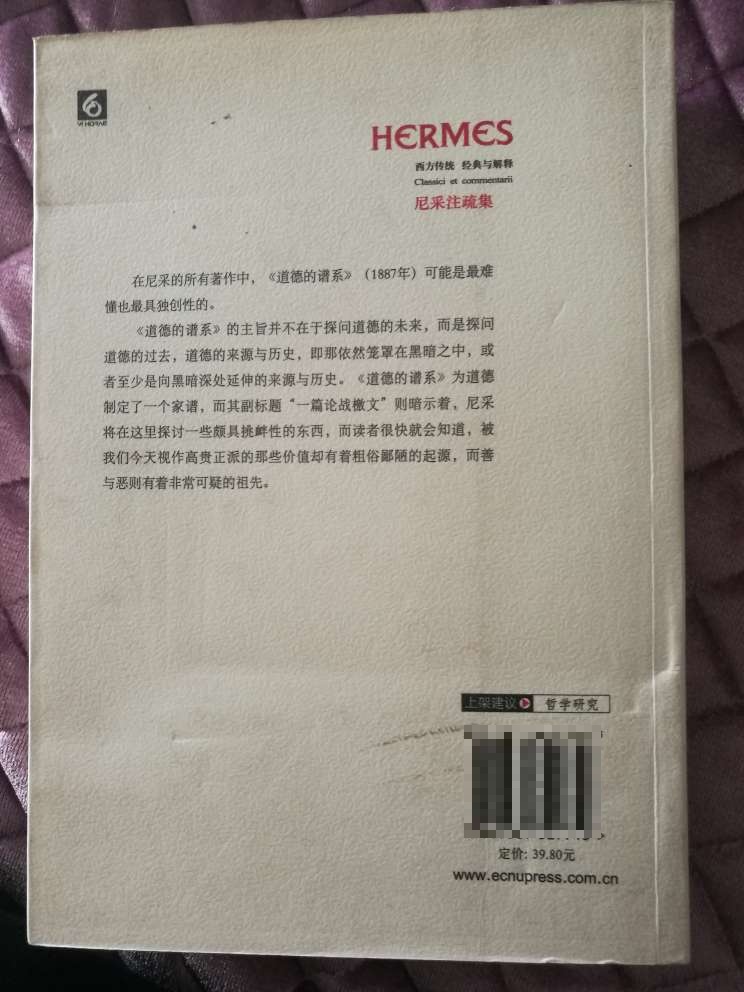 VI HORAE
HERMES
西方传统 经典与解释
Classici et commentarii
尼采注疏集
在尼采的所有著作中，《道德的谱系》（1887年）可能是最难
懂也最具独创性的。
《道德的谱系》的主旨并不在于探问道德的未来，而是探问
道德的过去，道德的来源与历史，即那依然笼罩在黑暗之中，或
者至少是向黑暗深处延伸的来源与历史。《道德的谱系》为道德
制定了一个家谱，而其副标题“一篇论战檄文”则暗示着，尼采
将在这里探讨一些颇具挑衅性的东西，而读者很快就会知道，被
我们今天视作高贵正派的那些价值却有着粗俗鄙陋的起源，而善
与恶则有着非常可疑的祖先。
上架建议 哲学研究
定价: 39.80元
www.ecnupress.com.cn